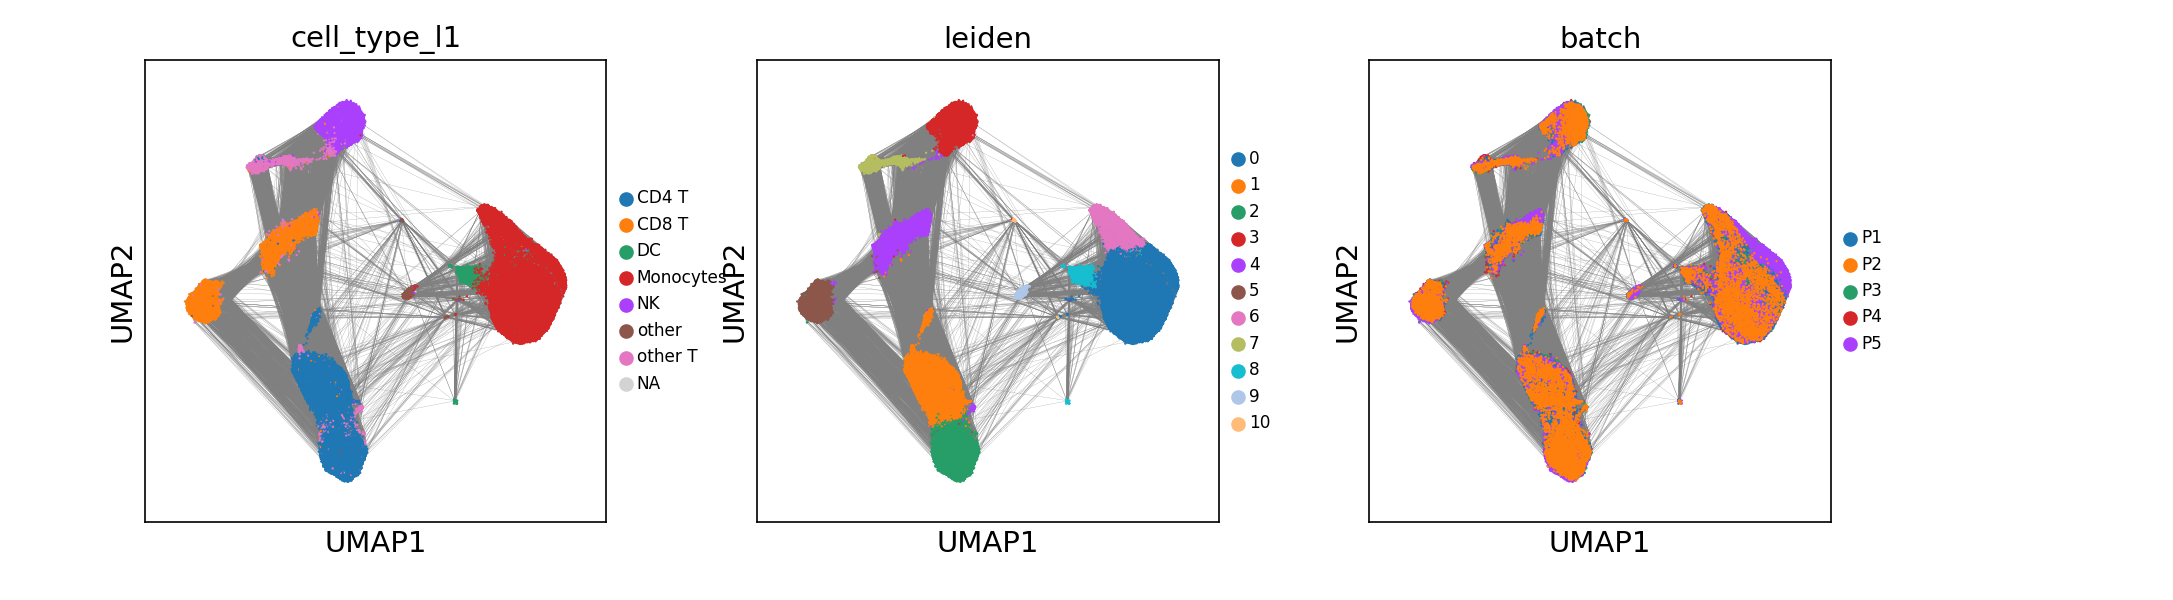 cell_type_l1
UMAP2
UMAP1
CD4 T
CD8 T
DC
Monocytes
NK
other
other T
NA
leiden
UMAP2
UMAP1
0
1
2
3
4
5
6
7
8
9
10
batch
UMAP2
UMAP1
P1
P2
P3
P4
P5